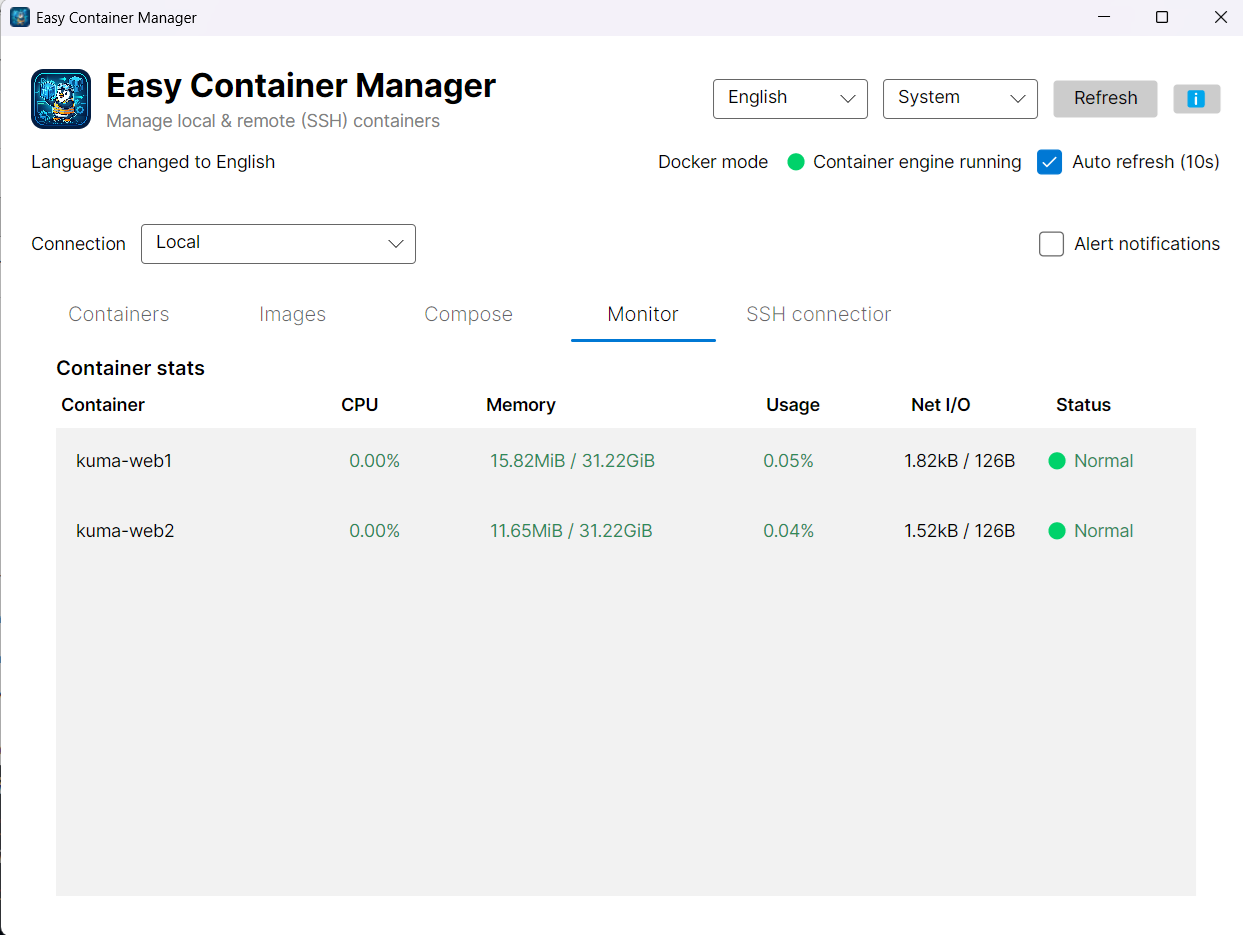 Easy Container Manager
Easy Container Manager
Manage local & remote (SSH) containers
English
System
Refresh
i
Language changed to English
Docker mode
Container engine running
Auto refresh (10s)
Connection
Local
Alert notifications
Containers
Images
Compose
Monitor
SSH connectior
Container stats
Container CPU Memory Usage Net I/O Status
kuma-web1 0.00% 15.82MiB / 31.22GiB 0.05% 1.82kB / 126B Normal
kuma-web2 0.00% 11.65MiB / 31.22GiB 0.04% 1.52kB / 126B Normal